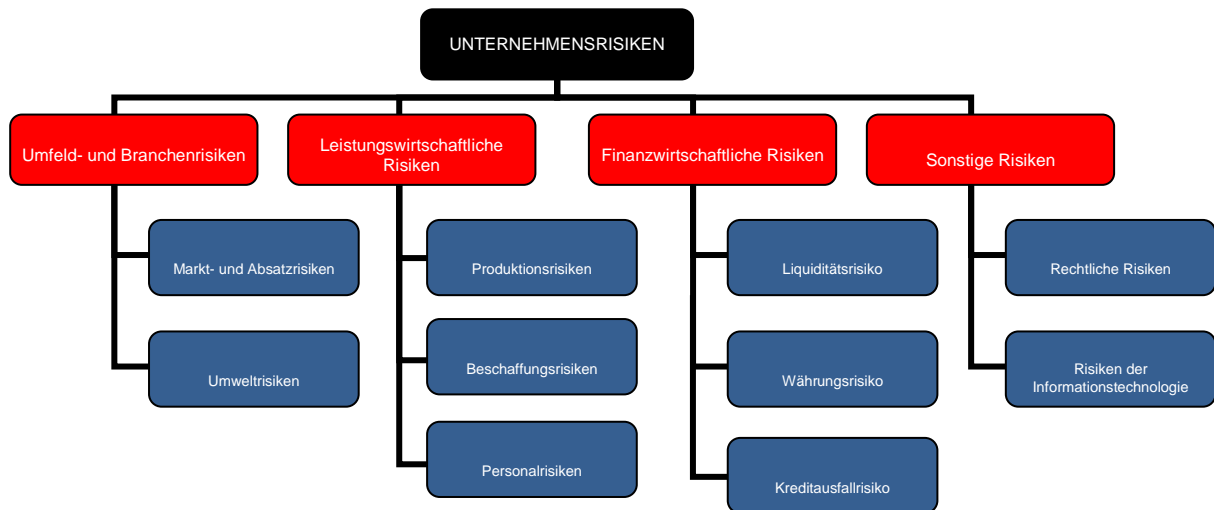 UNTERNEHMENSRISIKEN
Umfeld- und Branchenrisiken
Leistungswirtschaftliche
Risiken
Finanzwirtschaftliche Risiken
Sonstige Risiken
Markt- und Absatzrisiken
Umweltrisiken
Produktionsrisiken
Beschaffungsrisiken
Personalrisiken
Liquiditätsrisiko
Währungsrisiko
Kreditausfallrisiko
Rechtliche Risiken
Risiken der
Informationstechnologie